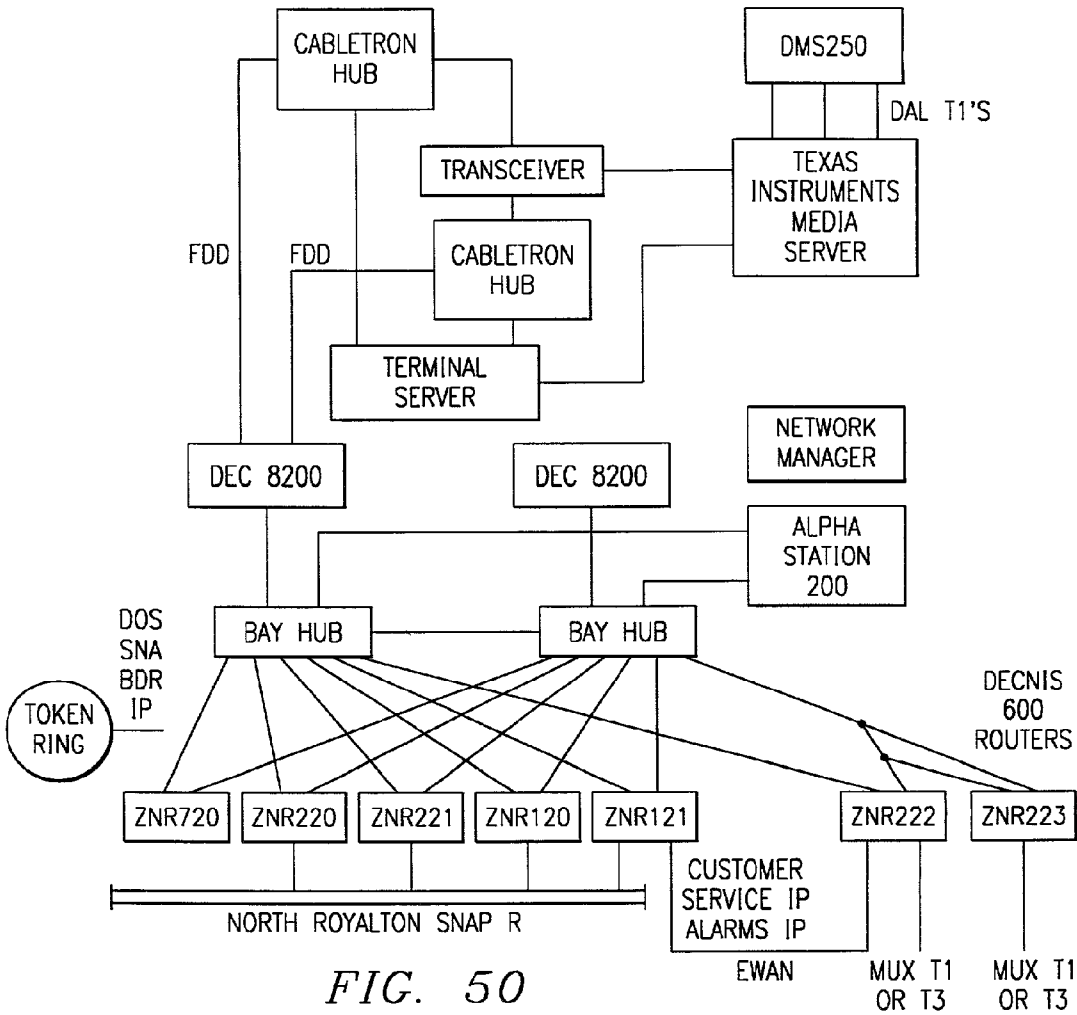 CABLETRON
HUB
DMS250
DAL T1'S
TRANSCEIVER
TEXAS
INSTRUMENTS
MEDIA
SERVER
FDD
FDD
CABLETRON
HUB
TERMINAL
SERVER
NETWORK
MANAGER
DEC 8200
DEC 8200
ALPHA
STATION
200
DOS
SNA
BDR
IP
BAY HUB
BAY HUB
TOKEN
RING
DECNIS
600
ROUTERS
ZNR720
ZNR220
ZNR221
ZNR120
ZNR121
ZNR222
ZNR223
CUSTOMER
SERVICE IP
ALARMS IP
NORTH ROYALTON SNAP R
EWAN
MUX T1
OR T3
MUX T1
OR T3
FIG. 50